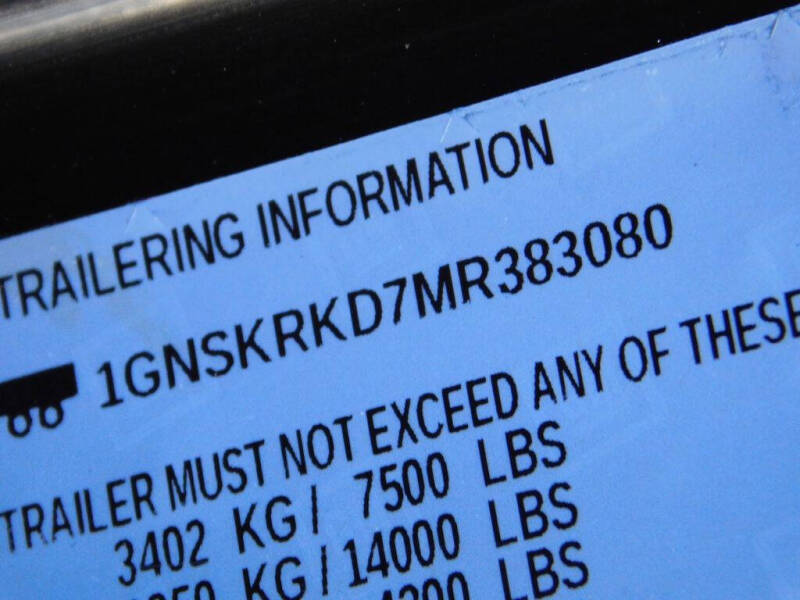 TRAILERING INFORMATION
1GNSKRKD7MR383080
TRAILER MUST NOT EXCEED ANY OF THESE
3402 KG / 7500 LBS
KG / 14000 LBS
LBS